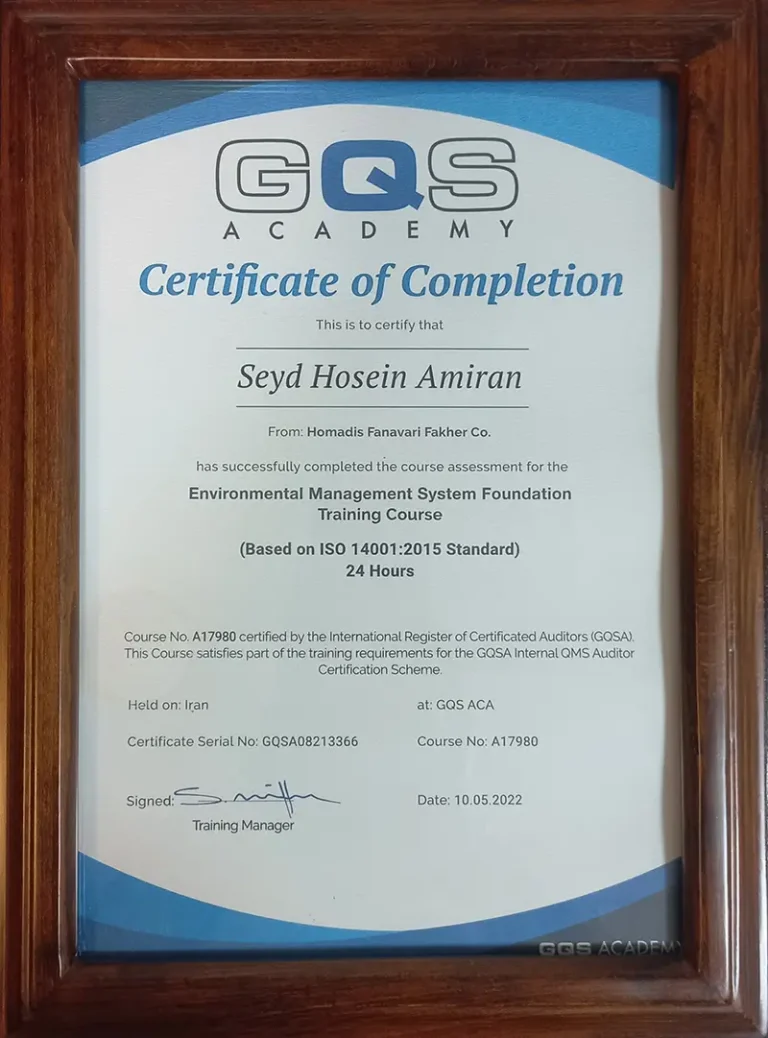 GQS
ACADEMY
Certificate of Completion
This is to certify that
Seyd Hosein Amiran
From: Homadis Fanavari Fakher Co.
has successfully completed the course assessment for the
Environmental Management System Foundation
Training Course
(Based on ISO 14001:2015 Standard)
24 Hours
Course No. A17980 certified by the International Register of Certificated Auditors (GQSA).
This Course satisfies part of the training requirements for the GQSA Internal QMS Auditor
Certification Scheme.
Held on: Iran at: GQS ACA
Certificate Serial No: GQSA08213366 Course No: A17980
Signed: Date: 10.05.2022
Training Manager
GQS ACADEMY